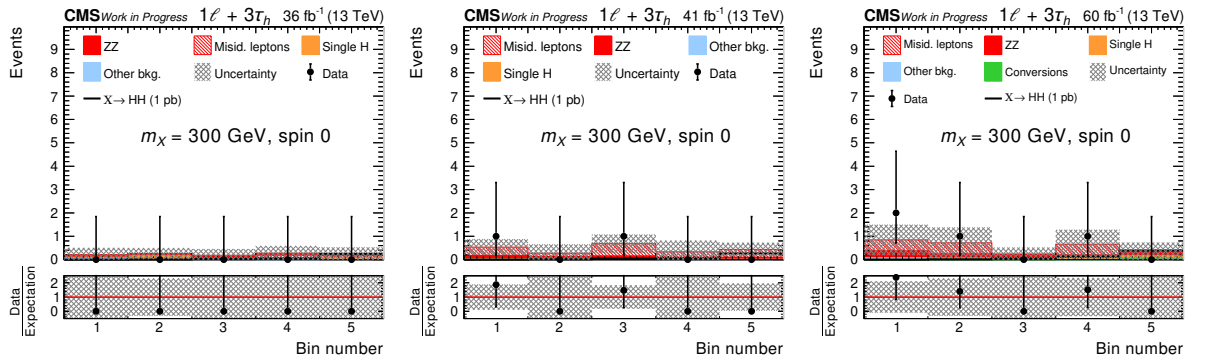 CMS Work in Progress 1ℓ + 3τh 36 fb⁻¹ (13 TeV)
Events
9
8
7
6
5
4
3
2
1
0
ZZ Misid. leptons Single H
Other bkg. Uncertainty Data
X→HH (1 pb)
mX = 300 GeV, spin 0
Data
Expectation
2
1
0
1 2 3 4 5
Bin number
CMS Work in Progress 1ℓ + 3τh 41 fb⁻¹ (13 TeV)
Events
9
8
7
6
5
4
3
2
1
0
Misid. leptons ZZ Other bkg.
Single H Uncertainty Data
X→HH (1 pb)
mX = 300 GeV, spin 0
Data
Expectation
2
1
0
1 2 3 4 5
Bin number
CMS Work in Progress 1ℓ + 3τh 60 fb⁻¹ (13 TeV)
Events
9
8
7
6
5
4
3
2
1
0
Misid. leptons ZZ Single H
Other bkg. Conversions Uncertainty
Data X→HH (1 pb)
mX = 300 GeV, spin 0
Data
Expectation
2
1
0
1 2 3 4 5
Bin number